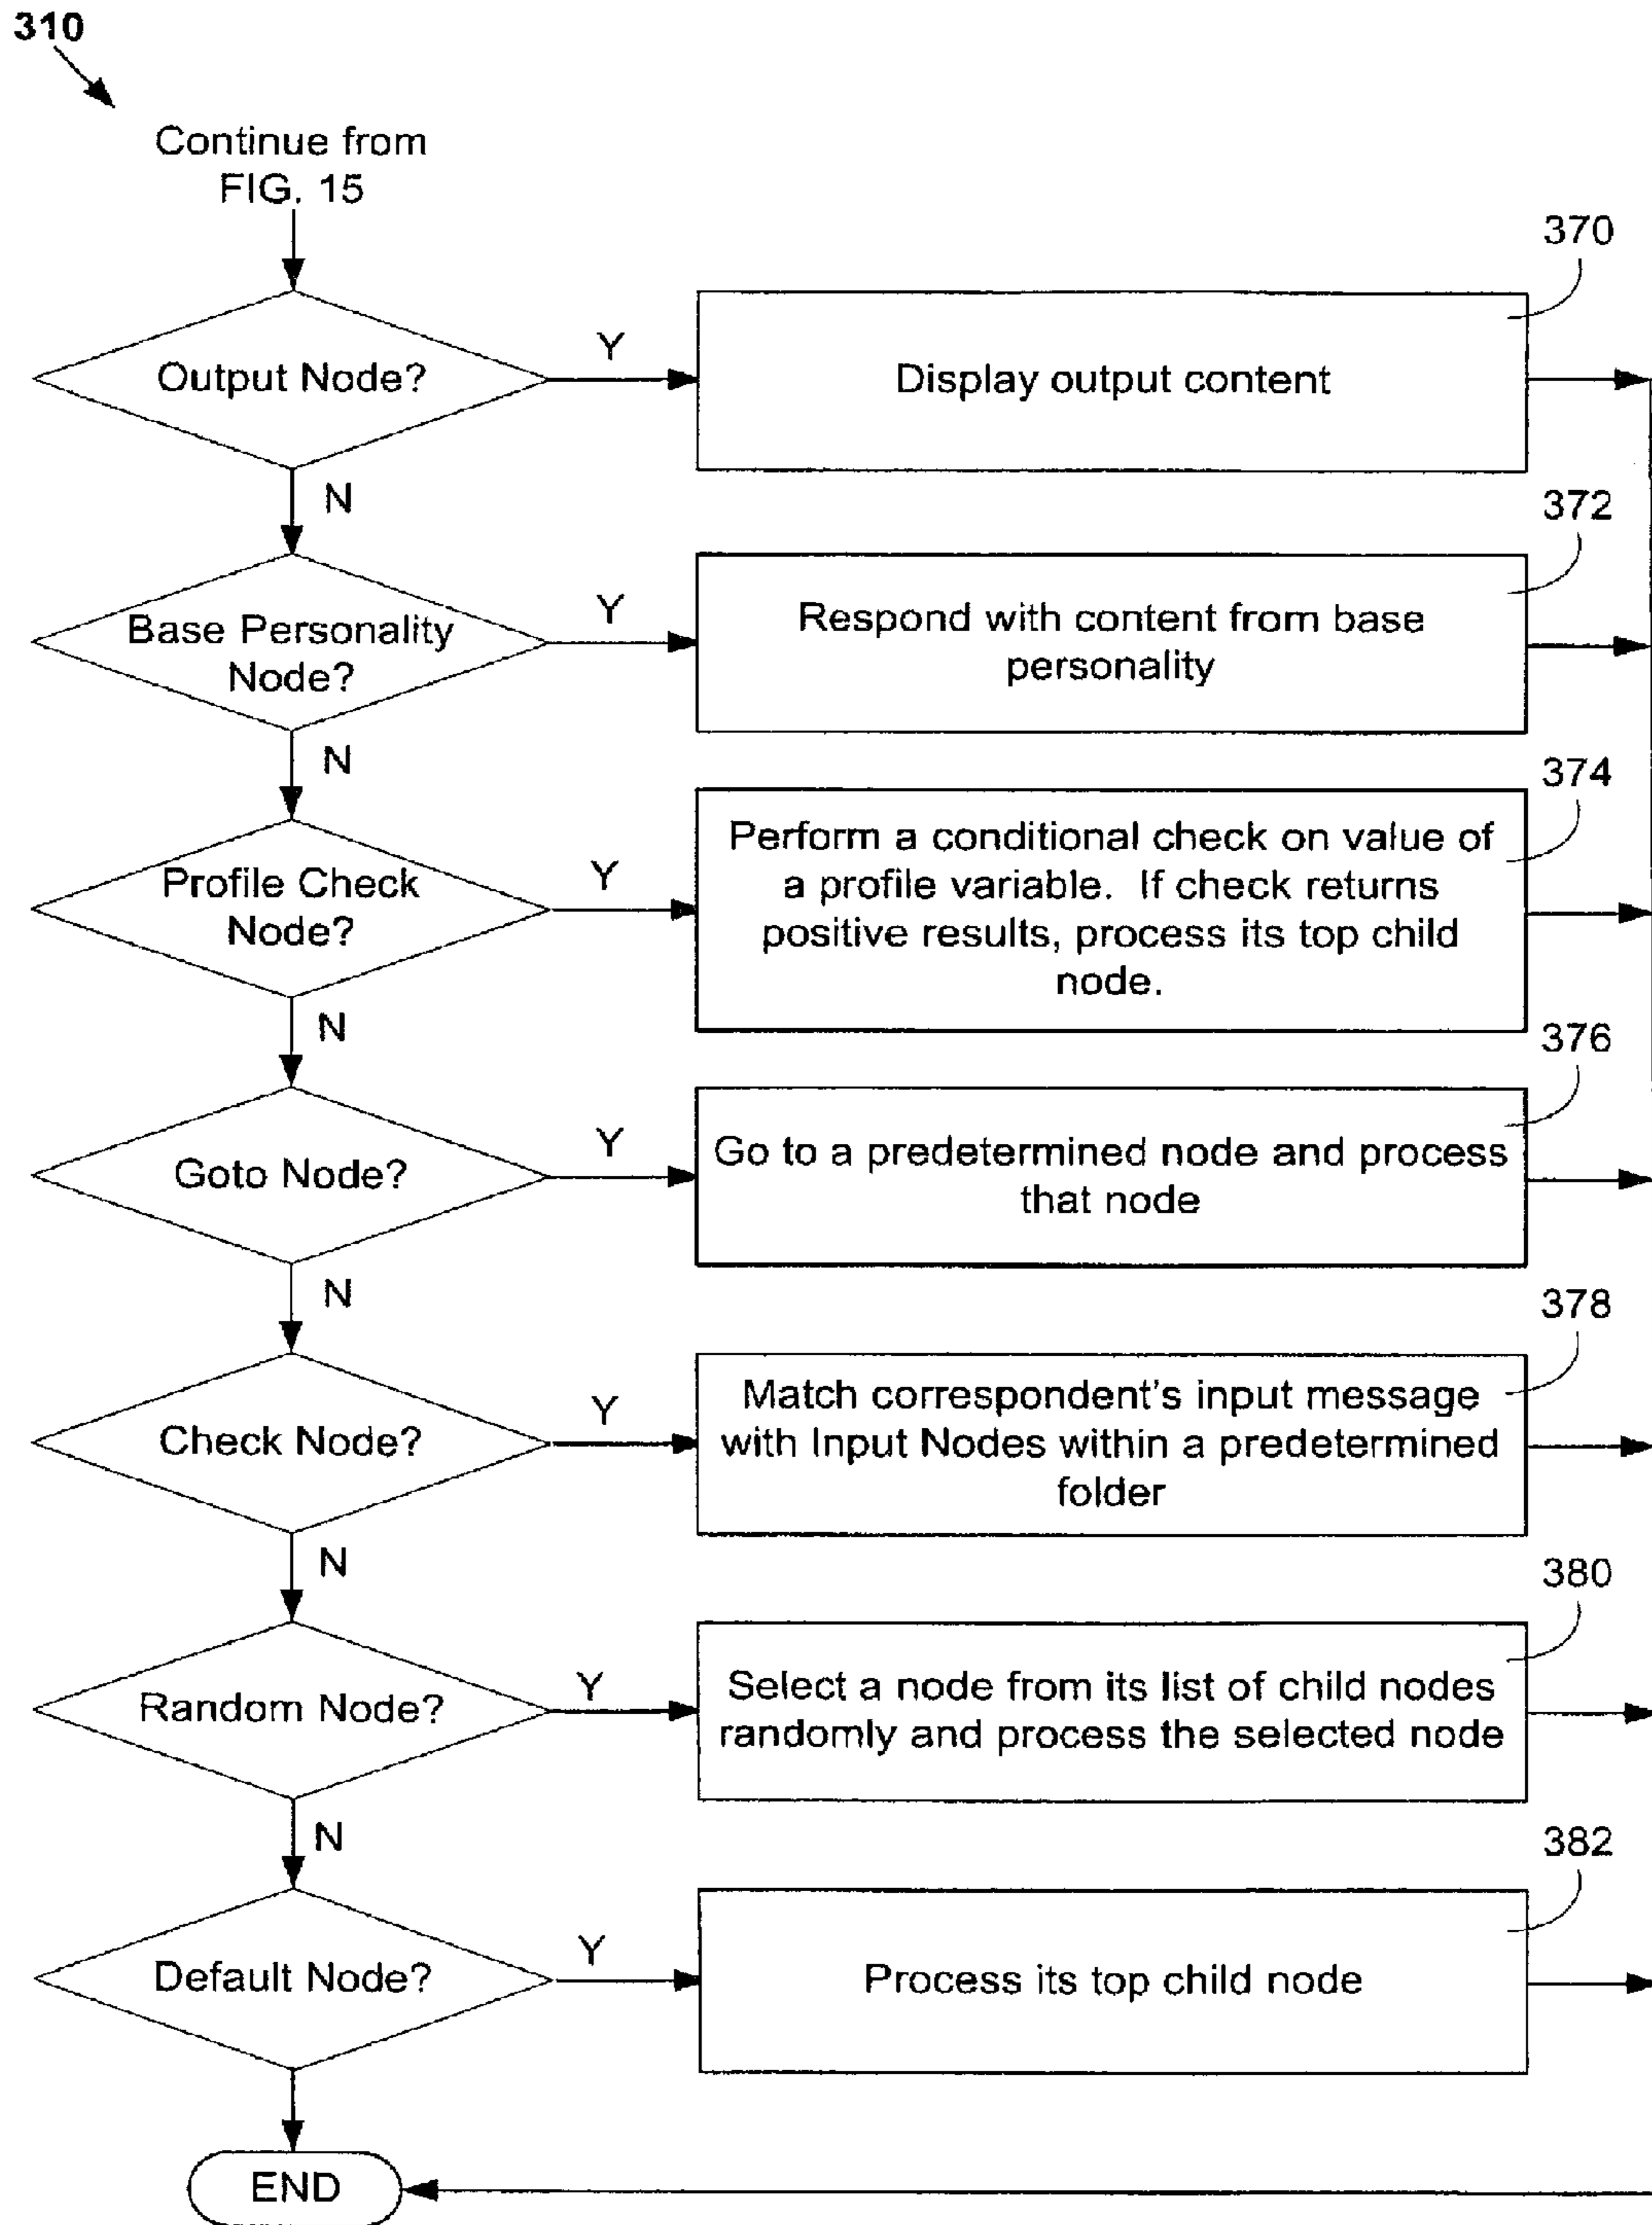 310
Continue from
FIG. 15
370
Output Node?
Y
Display output content
N
372
Base Personality
Node?
Y
Respond with content from base
personality
N
374
Profile Check
Node?
Y
Perform a conditional check on value of
a profile variable.  If check returns
positive results, process its top child
node.
N
376
Goto Node?
Y
Go to a predetermined node and process
that node
N
378
Check Node?
Y
Match correspondent's input message
with Input Nodes within a predetermined
folder
N
380
Random Node?
Y
Select a node from its list of child nodes
randomly and process the selected node
N
382
Default Node?
Y
Process its top child node
END